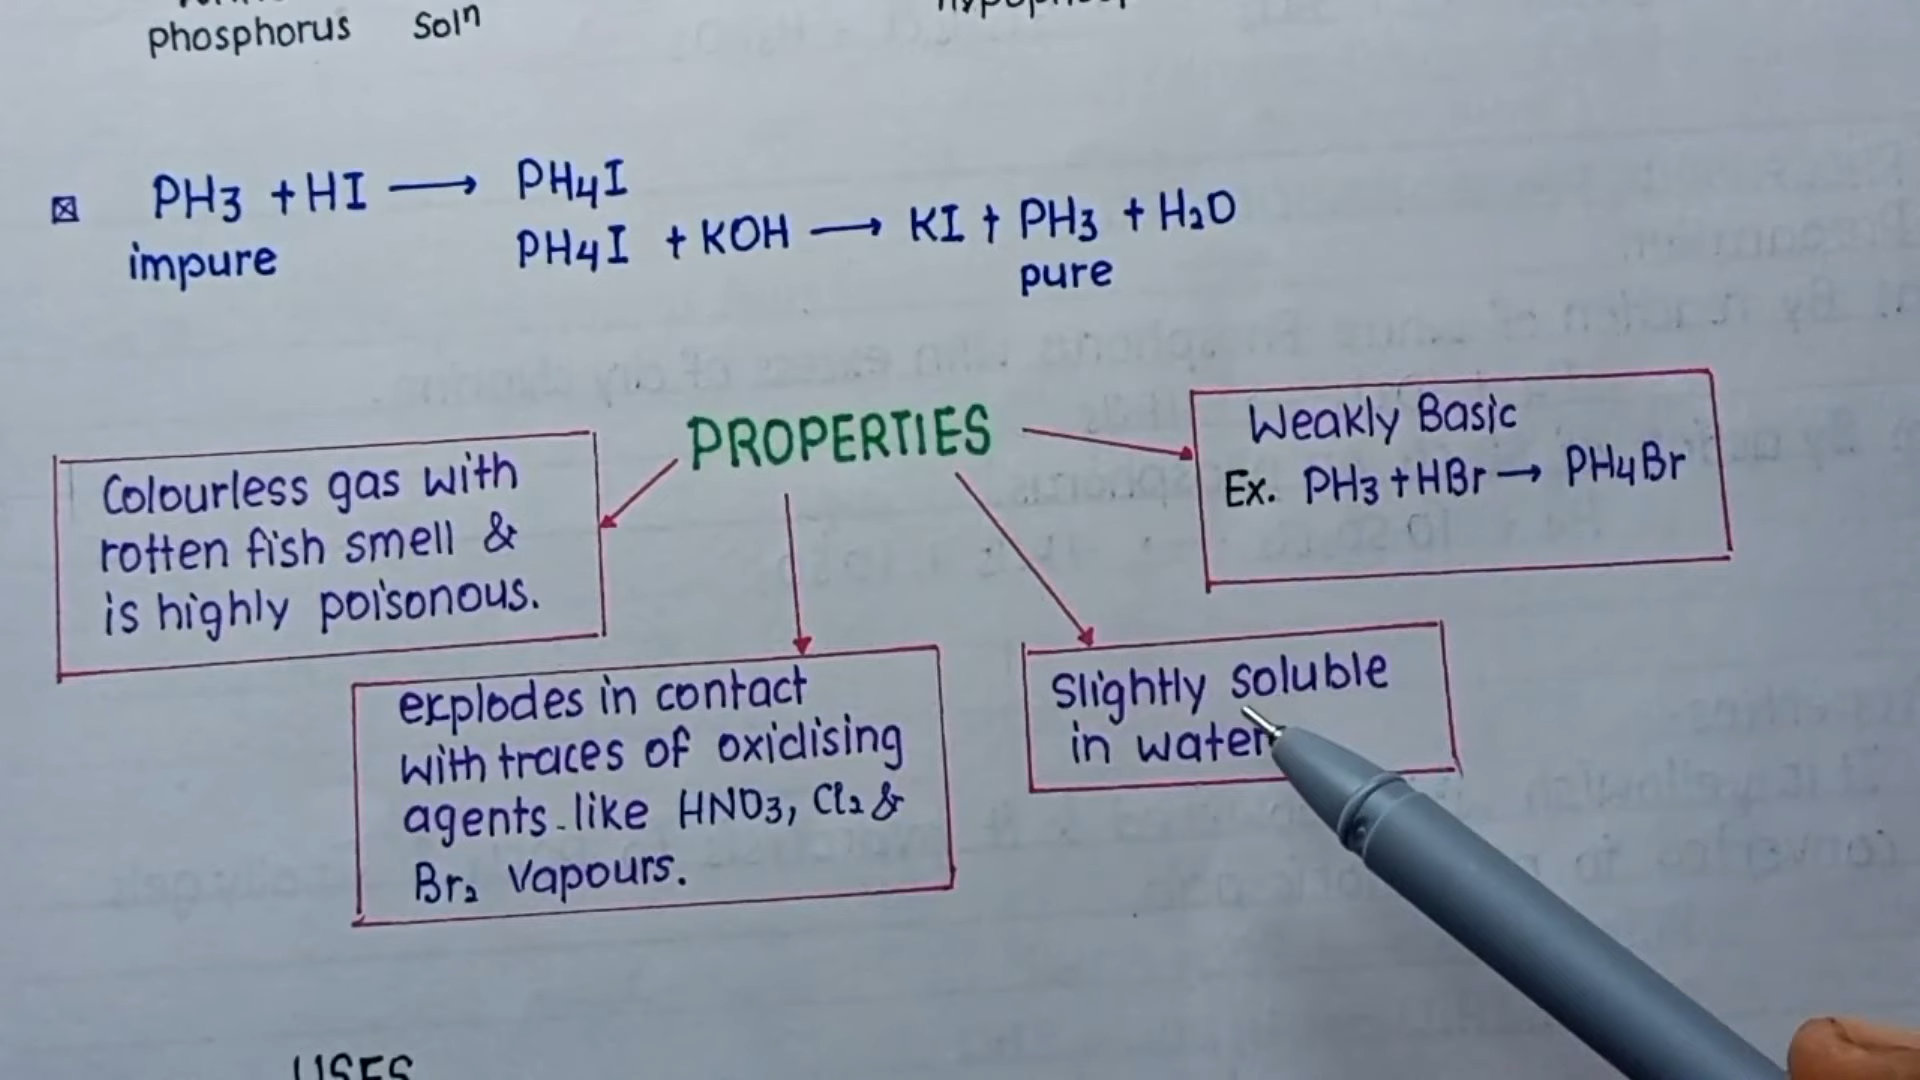 phosphorus Solⁿ
PH₃ + HI ⟶ PH₄I
impure
PH₄I + KOH ⟶ KI + PH₃ + H₂O
pure
PROPERTIES
Weakly Basic
Ex. PH₃ + HBr → PH₄Br
Colourless gas with
rotten fish smell &
is highly poisonous.
explodes in contact
with traces of oxidising
agents like HNO₃, Cl₂ &
Br₂ Vapours.
Slightly soluble
in water
USES